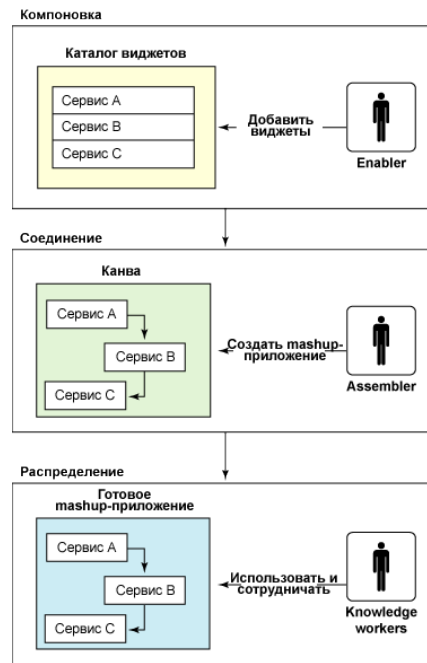 Компоновка
Каталог виджетов
Сервис A
Сервис B
Сервис C
Добавить
виджеты
Enabler
Соединение
Канва
Сервис A
Сервис B
Сервис C
Создать mashup-
приложение
Assembler
Распределение
Готовое
mashup-приложение
Сервис A
Сервис B
Сервис C
Использовать и
сотрудничать
Knowledge
workers